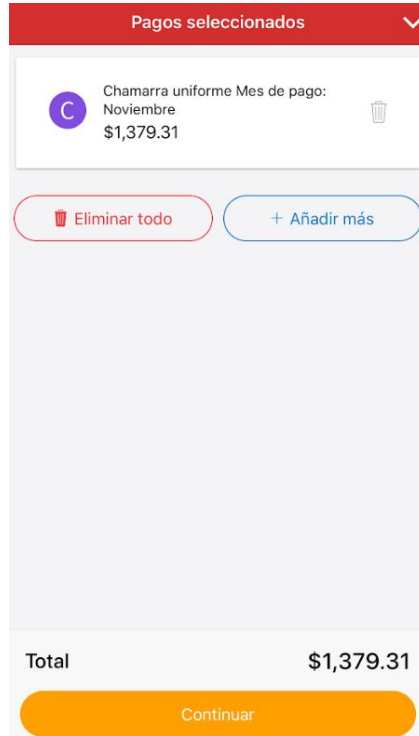 Pagos seleccionados
C
Chamarra uniforme Mes de pago:
Noviembre
$1,379.31
Eliminar todo
+ Añadir más
Total
$1,379.31
Continuar